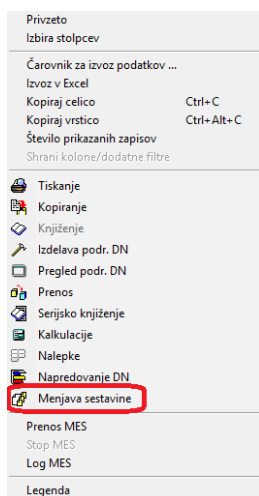 Privzeto
Izbira stolpcev
Čarovnik za izvoz podatkov ...
Izvoz v Excel
Kopiraj celico Ctrl+C
Kopiraj vrstico Ctrl+Alt+C
Število prikazanih zapisov
Shrani kolone/dodatne filtre
Tiskanje
Kopiranje
Knjiženje
Izdelava podr. DN
Pregled podr. DN
Prenos
Serijsko knjiženje
Kalkulacije
Nalepke
Napredovanje DN
Menjava sestavine
Prenos MES
Stop MES
Log MES
Legenda